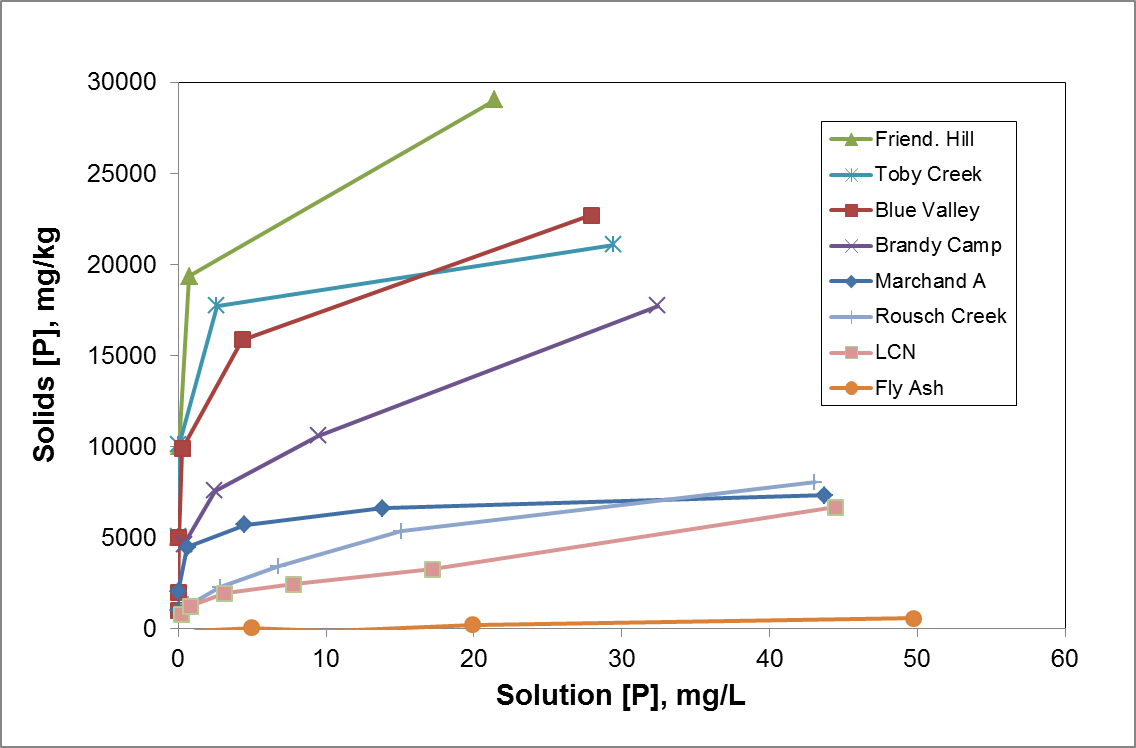 30000
25000
20000
15000
10000
5000
0
Solids [P], mg/kg
Friend. Hill
Toby Creek
Blue Valley
Brandy Camp
Marchand A
Rousch Creek
LCN
Fly Ash
0 10 20 30 40 50 60
Solution [P], mg/L